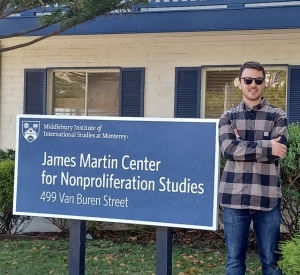 Middlebury Institute of
International Studies at Monterey
James Martin Center
for Nonproliferation Studies
499 Van Buren Street